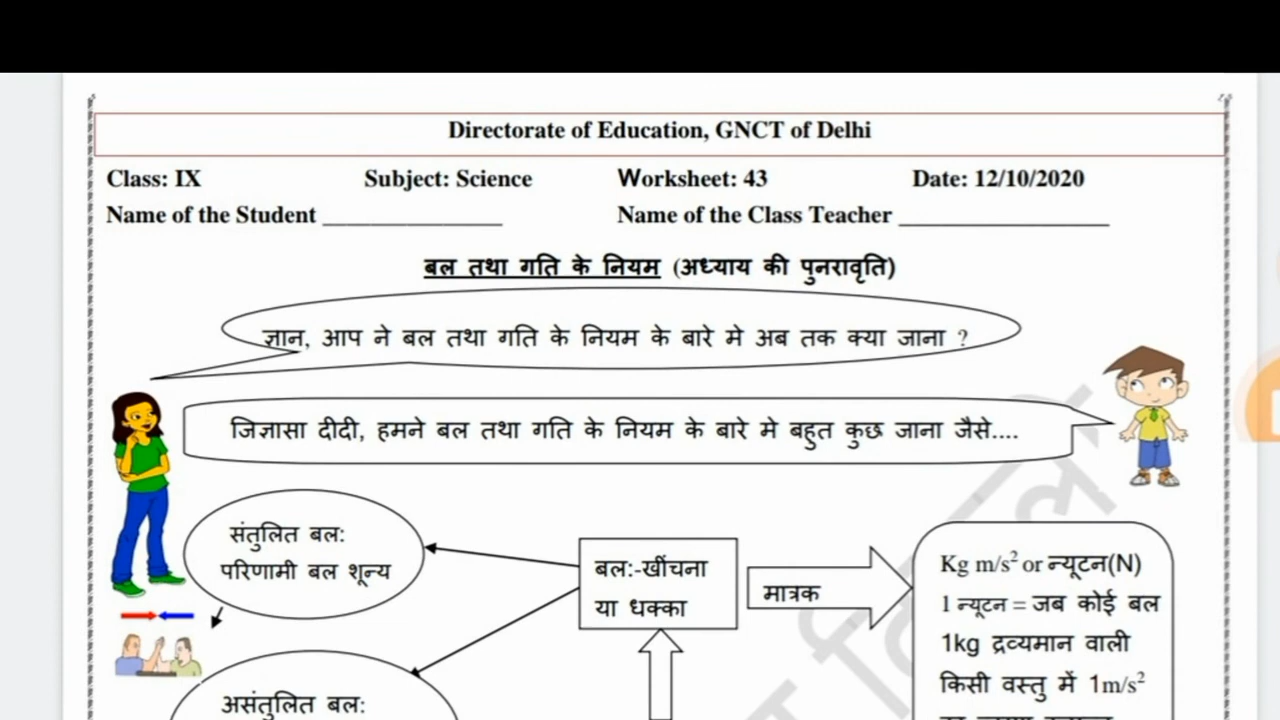 Directorate of Education, GNCT of Delhi
Class: IX Subject: Science Worksheet: 43 Date: 12/10/2020
Name of the Student _______________ Name of the Class Teacher _________________
बल तथा गति के नियम (अध्याय की पुनरावृति)
ज्ञान, आप ने बल तथा गति के नियम के बारे मे अब तक क्या जाना ?
जिज्ञासा दीदी, हमने बल तथा गति के नियम के बारे मे बहुत कुछ जाना जैसे....
संतुलित बल:
परिणामी बल शून्य
बल:-खींचना
या धक्का
मात्रक
Kg m/s² or न्यूटन(N)
1 न्यूटन = जब कोई बल
1kg द्रव्यमान वाली
किसी वस्तु में 1m/s²
असंतुलित बल: